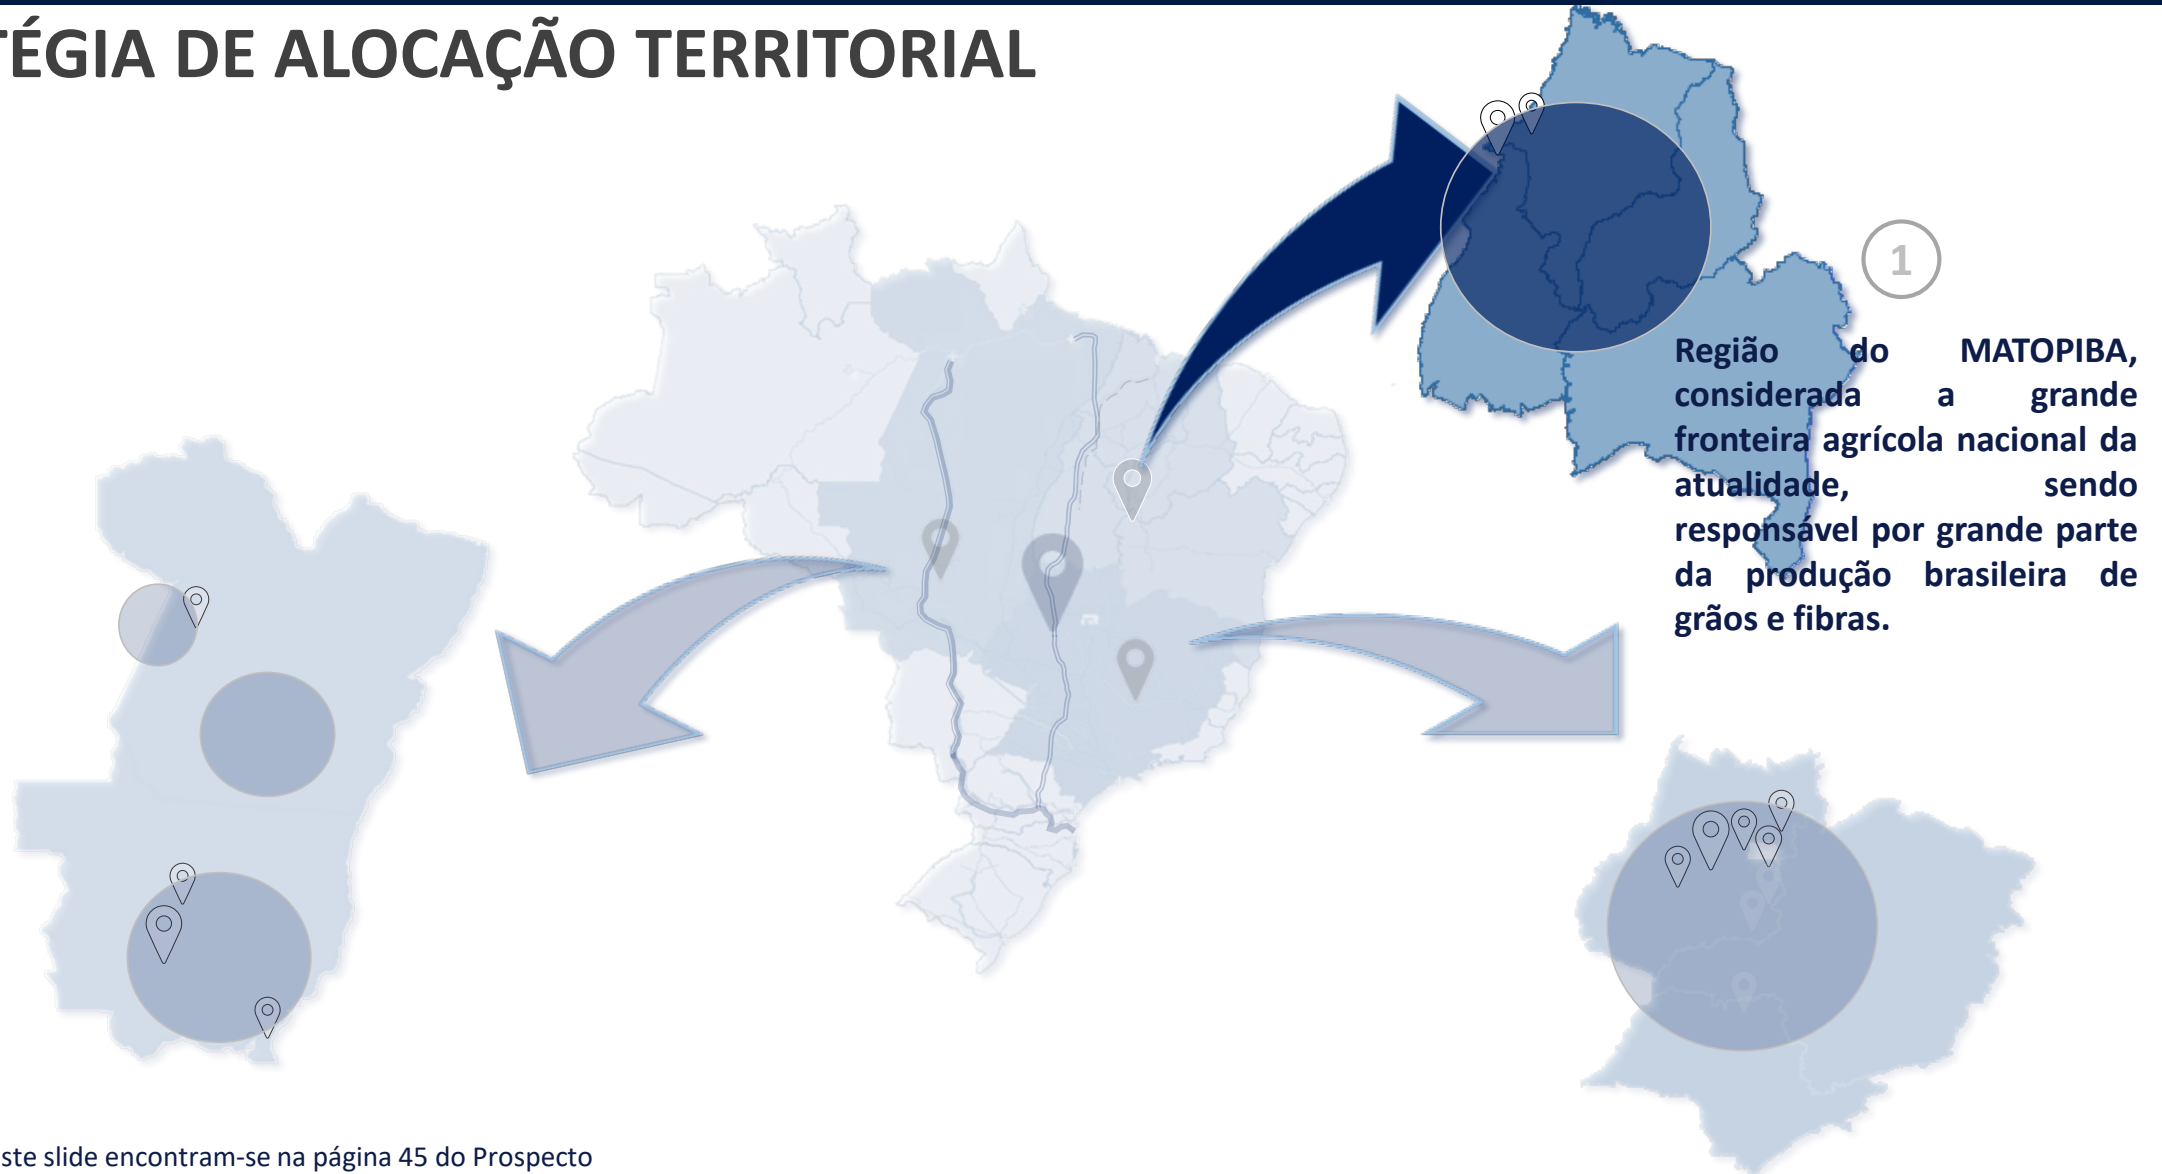 TÉGIA DE ALOCAÇÃO TERRITORIAL
1
Região do MATOPIBA,
considerada a grande
fronteira agrícola nacional da
atualidade, sendo
responsável por grande parte
da produção brasileira de
grãos e fibras.
ste slide encontram-se na página 45 do Prospecto